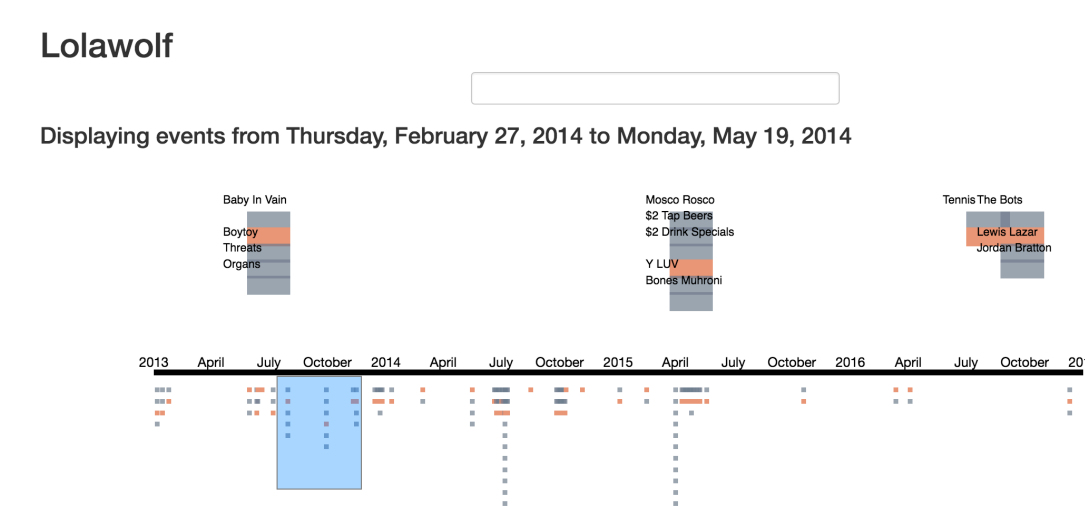 Lolawolf
Displaying events from Thursday, February 27, 2014 to Monday, May 19, 2014
Baby In Vain
Boytoy
Threats
Organs
Mosco Rosco
$2 Tap Beers
$2 Drink Specials
Y LUV
Bones Muhroni
Tennis The Bots
Lewis Lazar
Jordan Bratton
2013 April July October 2014 April July October 2015 April July October 2016 April July October